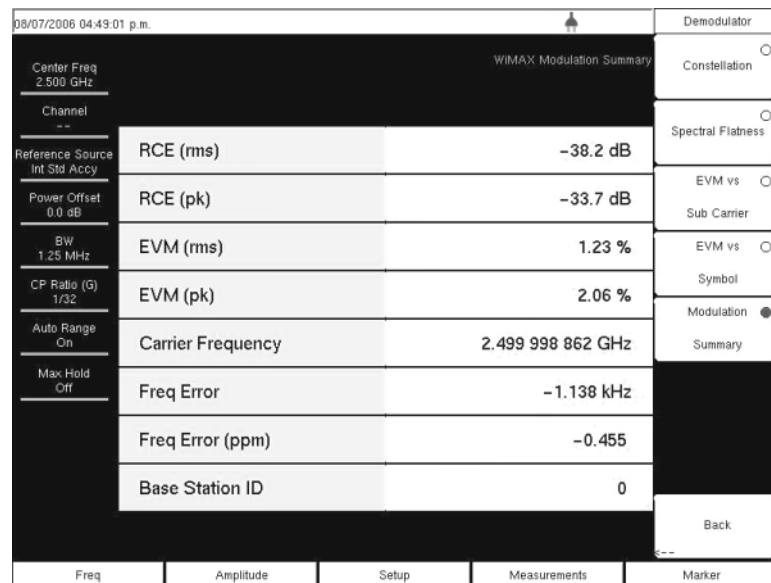 08/07/2006 04:49:01 p.m.
Center Freq
2.500 GHz
Channel
--
Reference Source
Int Std Accy
Power Offset
0.0 dB
BW
1.25 MHz
CP Ratio (G)
1/32
Auto Range
On
Max Hold
Off
WiMAX Modulation Summary
RCE (rms) -38.2 dB
RCE (pk) -33.7 dB
EVM (rms) 1.23 %
EVM (pk) 2.06 %
Carrier Frequency 2.499 998 862 GHz
Freq Error -1.138 kHz
Freq Error (ppm) -0.455
Base Station ID 0
Demodulator
Constellation
Spectral Flatness
EVM vs
Sub Carrier
EVM vs
Symbol
Modulation
Summary
Back
<--
Freq Amplitude Setup Measurements Marker